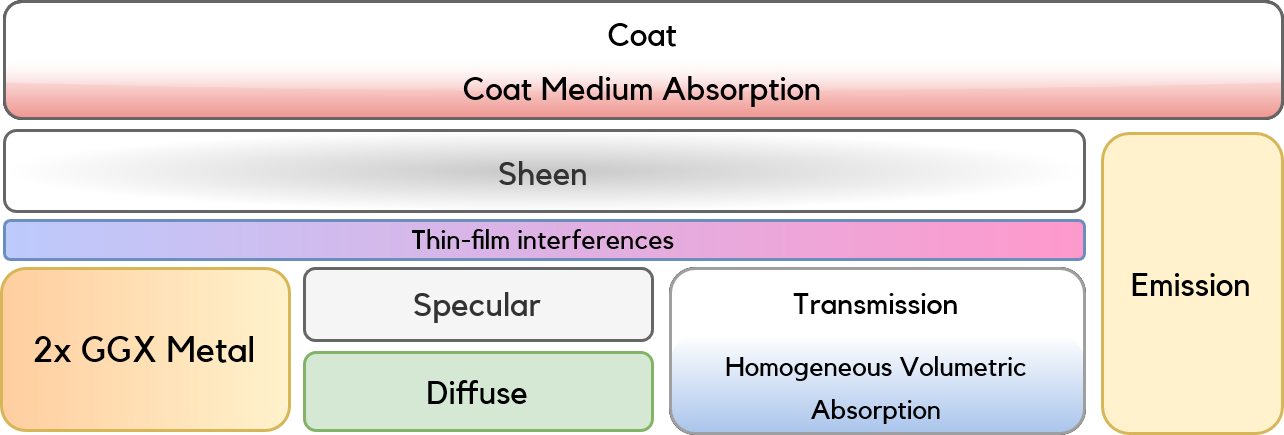 Coat
Coat Medium Absorption
Sheen
Thin-film interferences
2x GGX Metal
Specular
Diffuse
Transmission
Homogeneous Volumetric
Absorption
Emission